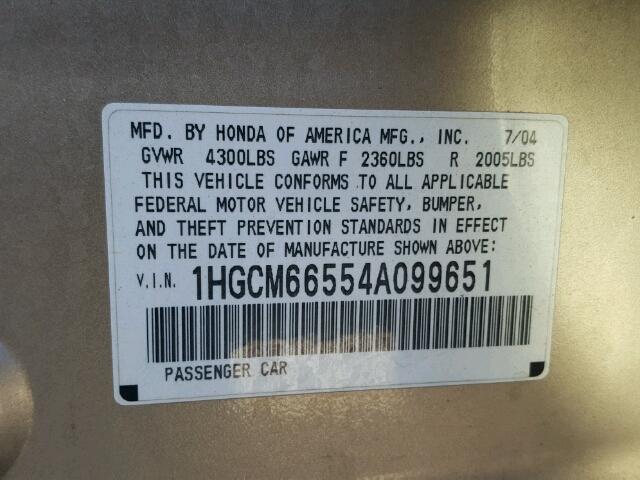 MFD. BY HONDA OF AMERICA MFG., INC. 7/04
GVWR 4300LBS GAWR F 2360LBS R 2005LBS
THIS VEHICLE CONFORMS TO ALL APPLICABLE
FEDERAL MOTOR VEHICLE SAFETY, BUMPER,
AND THEFT PREVENTION STANDARDS IN EFFECT
ON THE DATE OF MANUFACTURE SHOWN ABOVE:
V.I.N. 1HGCM66554A099651
PASSENGER CAR